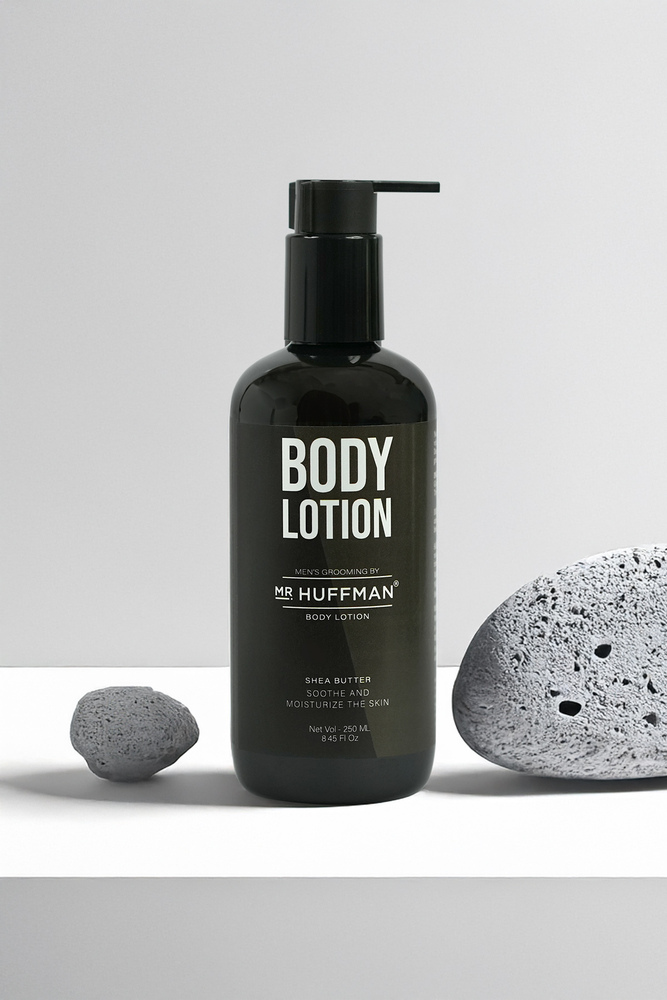 BODY
LOTION
MEN'S GROOMING BY
MR. HUFFMAN®
BODY LOTION
SHEA BUTTER
SOOTHE AND
MOISTURIZE THE SKIN
Net Vol - 250 ML
8.45 Fl Oz